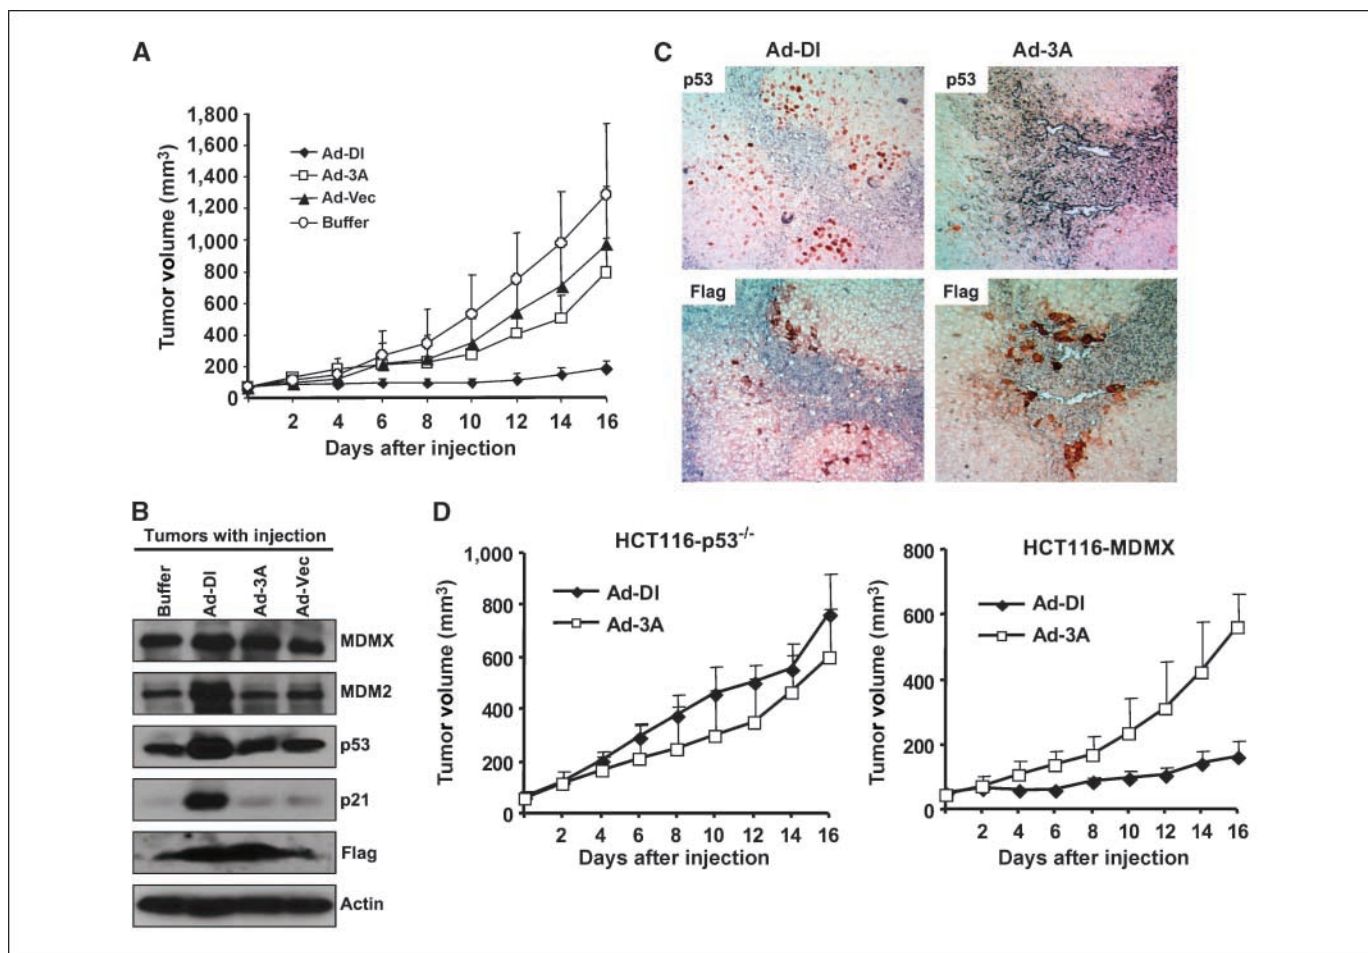 A
Tumor volume (mm3)
1,800
1,600
1,400
1,200
1,000
800
600
400
200
0
Ad-DI
Ad-3A
Ad-Vec
Buffer
2 4 6 8 10 12 14 16
Days after injection
B
Tumors with injection
Buffer
Ad-DI
Ad-3A
Ad-Vec
MDMX
MDM2
p53
p21
Flag
Actin
C
Ad-DI Ad-3A
p53 p53
Flag Flag
D
HCT116-p53-/-
Tumor volume (mm3)
1,000
800
600
400
200
0
Ad-DI
Ad-3A
2 4 6 8 10 12 14 16
Days after injection
HCT116-MDMX
Tumor volume (mm3)
800
600
400
200
0
Ad-DI
Ad-3A
2 4 6 8 10 12 14 16
Days after injection